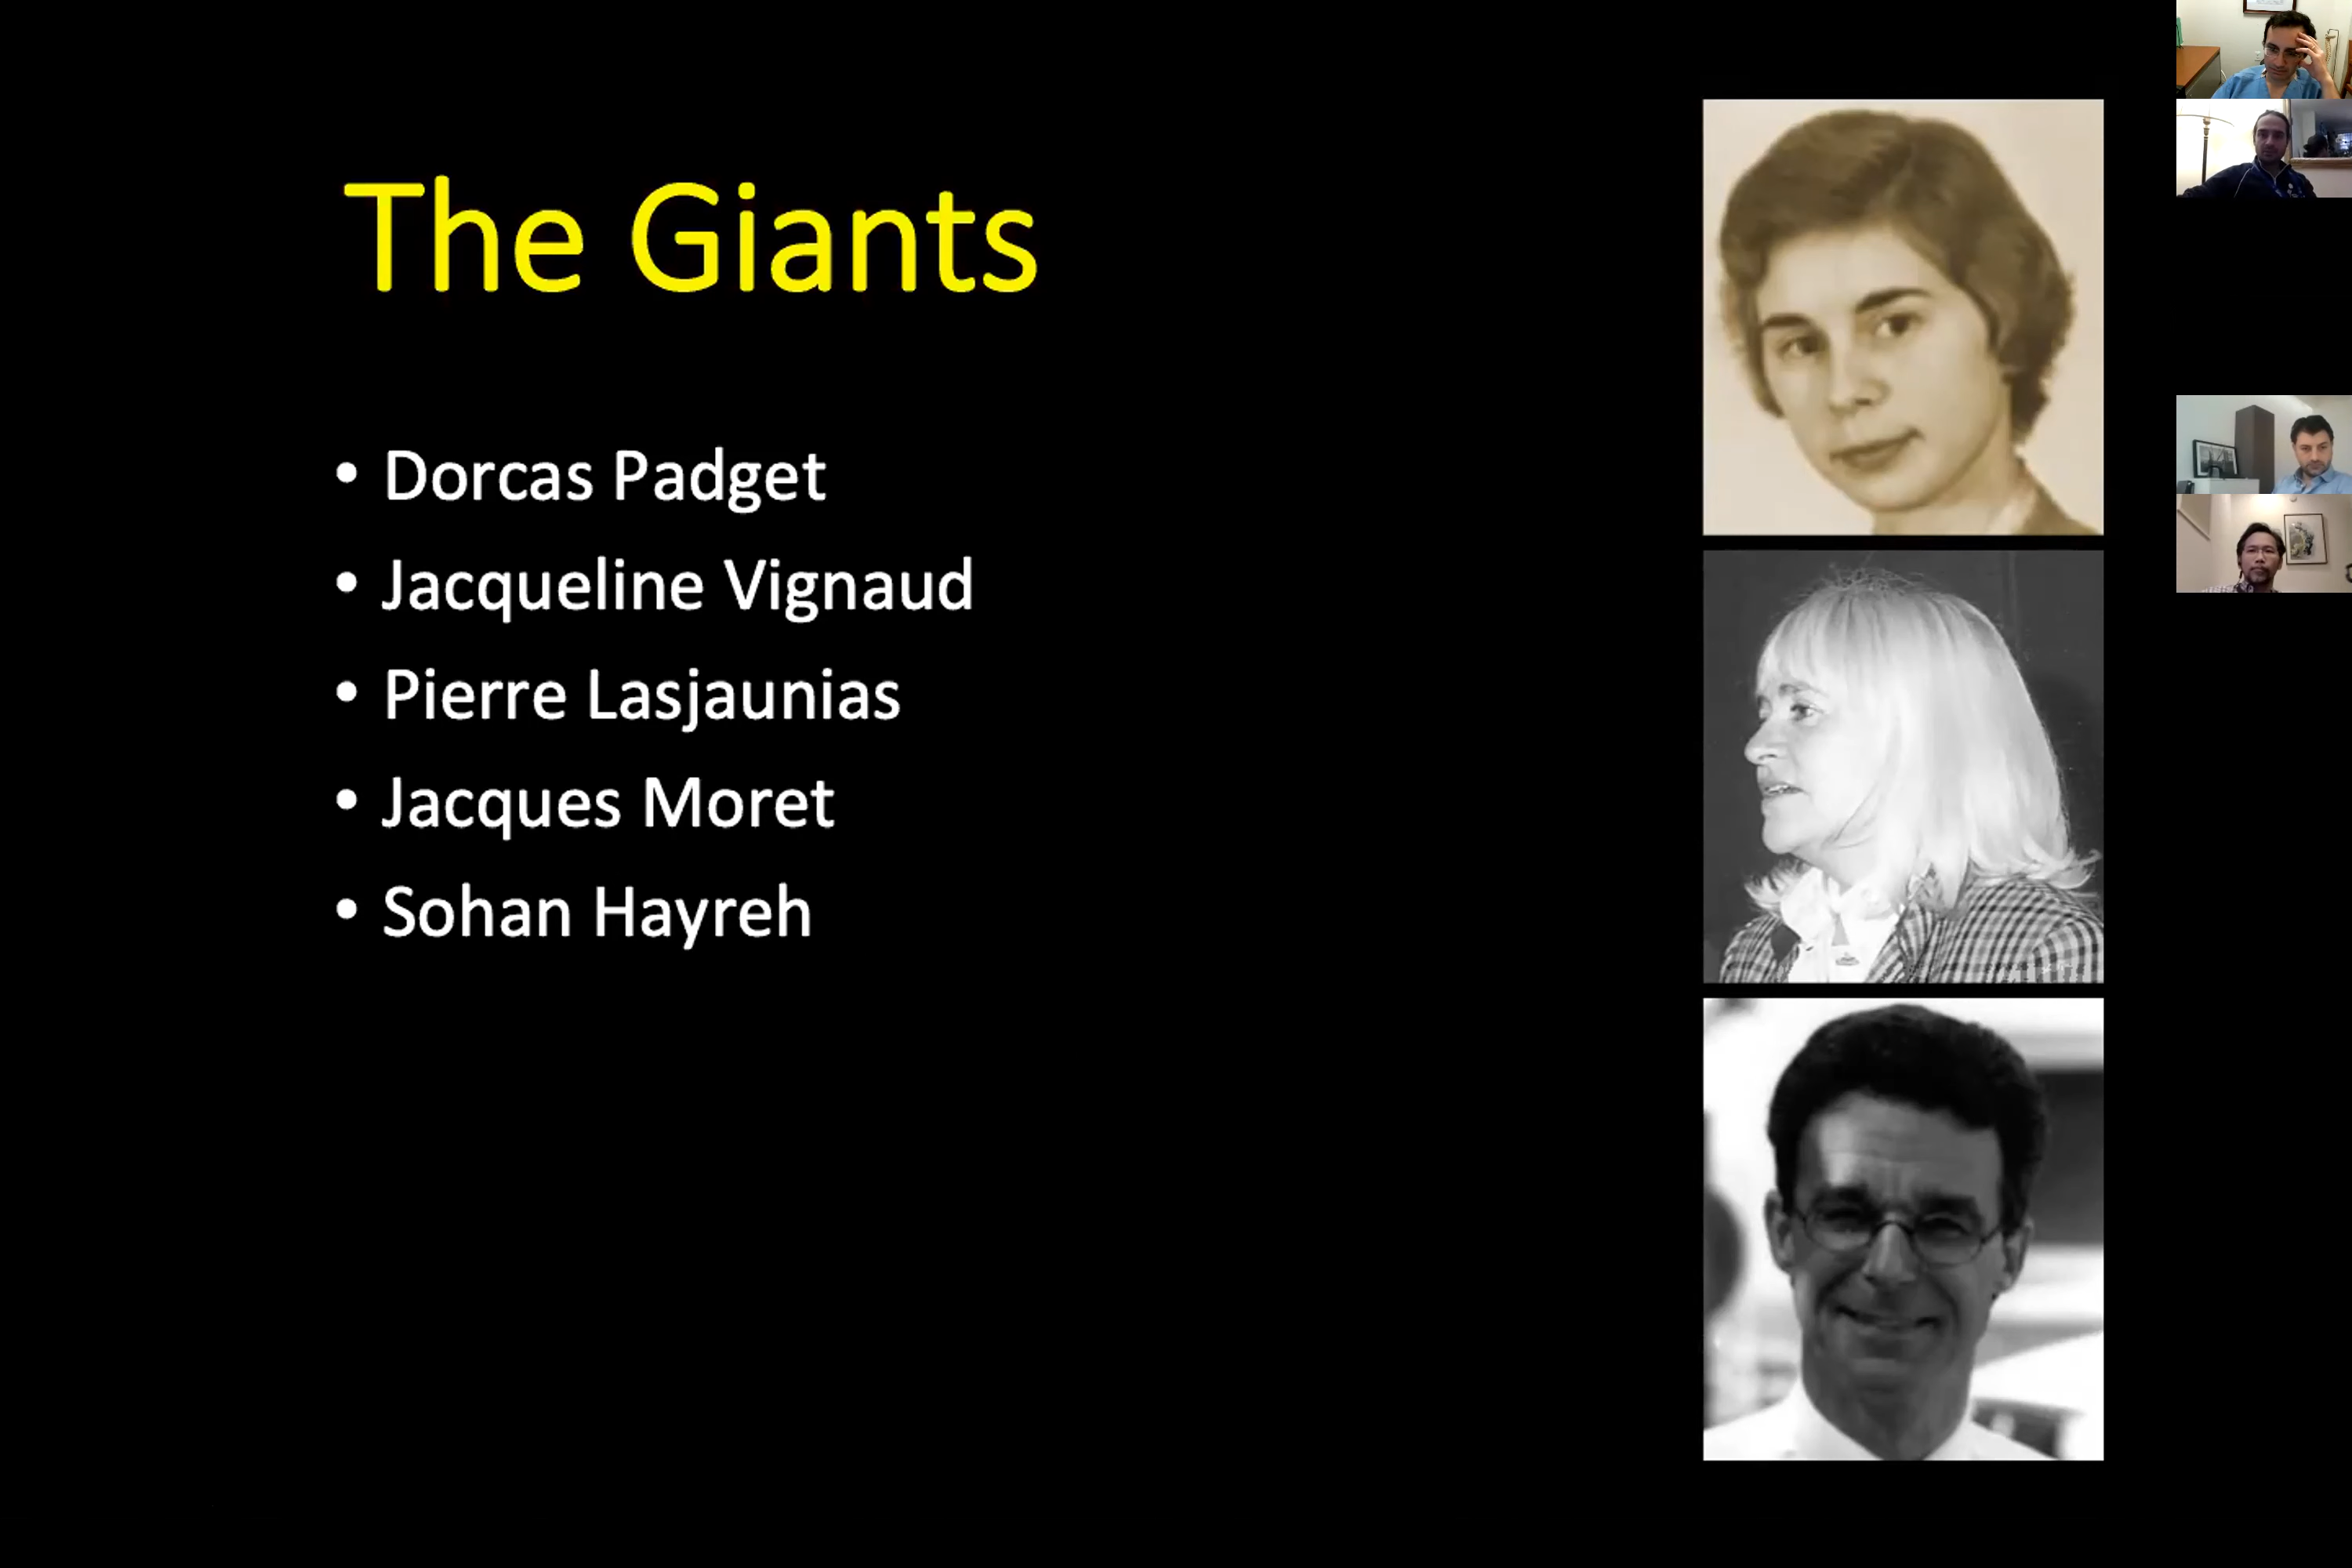 The Giants
• Dorcas Padget
• Jacqueline Vignaud
• Pierre Lasjaunias
• Jacques Moret
• Sohan Hayreh